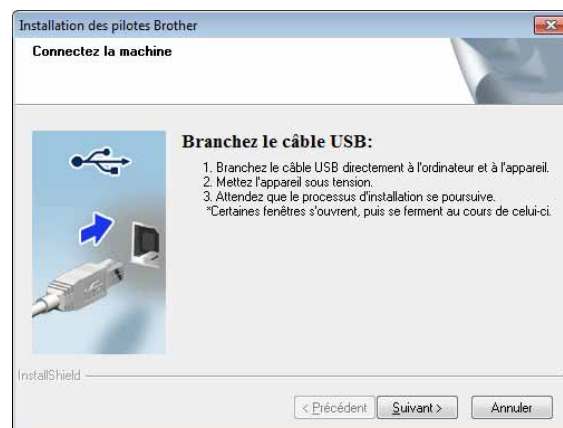 Installation des pilotes Brother
Connectez la machine
Branchez le câble USB:
1. Branchez le câble USB directement à l'ordinateur et à l'appareil.
2. Mettez l'appareil sous tension.
3. Attendez que le processus d'installation se poursuive.
*Certaines fenêtres s'ouvrent, puis se ferment au cours de celui-ci.
InstallShield
< Précédent Suivant > Annuler